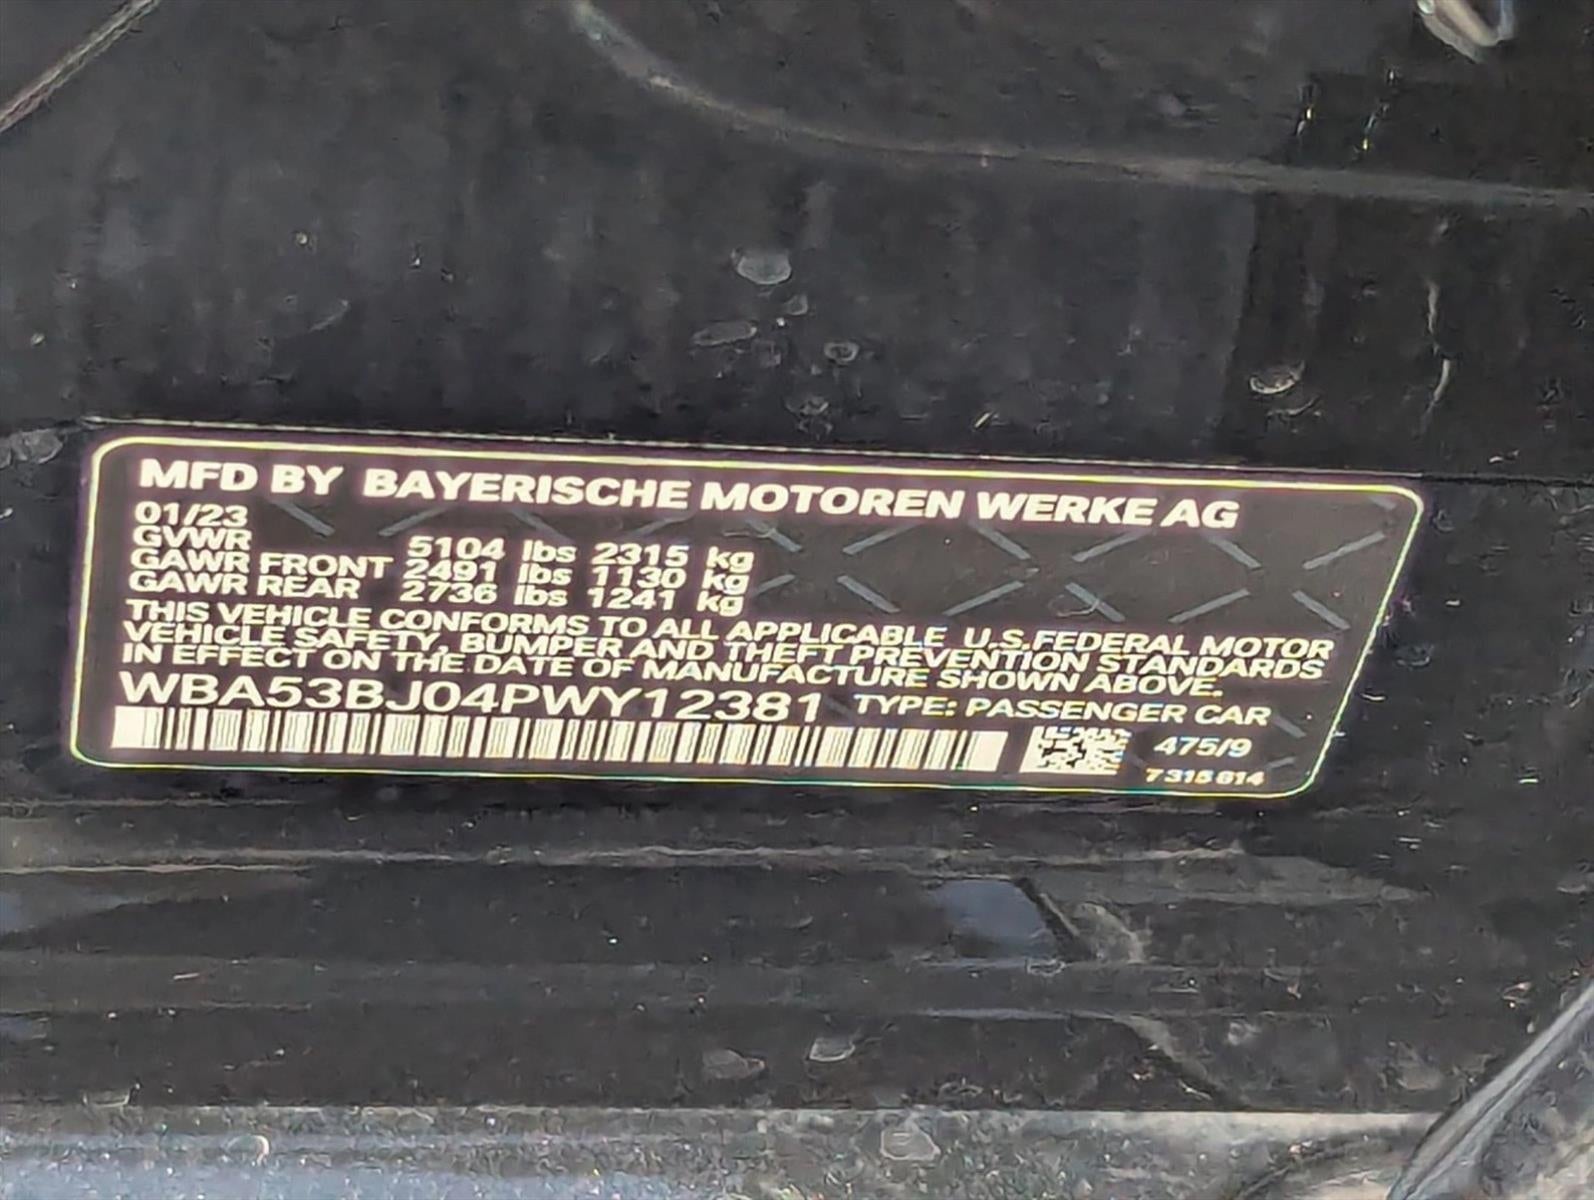 MFD BY BAYERISCHE MOTOREN WERKE AG
01/23
GVWR 5104 lbs 2315 kg
GAWR FRONT 2491 lbs 1130 kg
GAWR REAR 2736 lbs 1241 kg
THIS VEHICLE CONFORMS TO ALL APPLICABLE U.S.FEDERAL MOTOR
VEHICLE SAFETY, BUMPER AND THEFT PREVENTION STANDARDS
IN EFFECT ON THE DATE OF MANUFACTURE SHOWN ABOVE.
WBA53BJ04PWY12381 TYPE: PASSENGER CAR
475/9
7 315 614